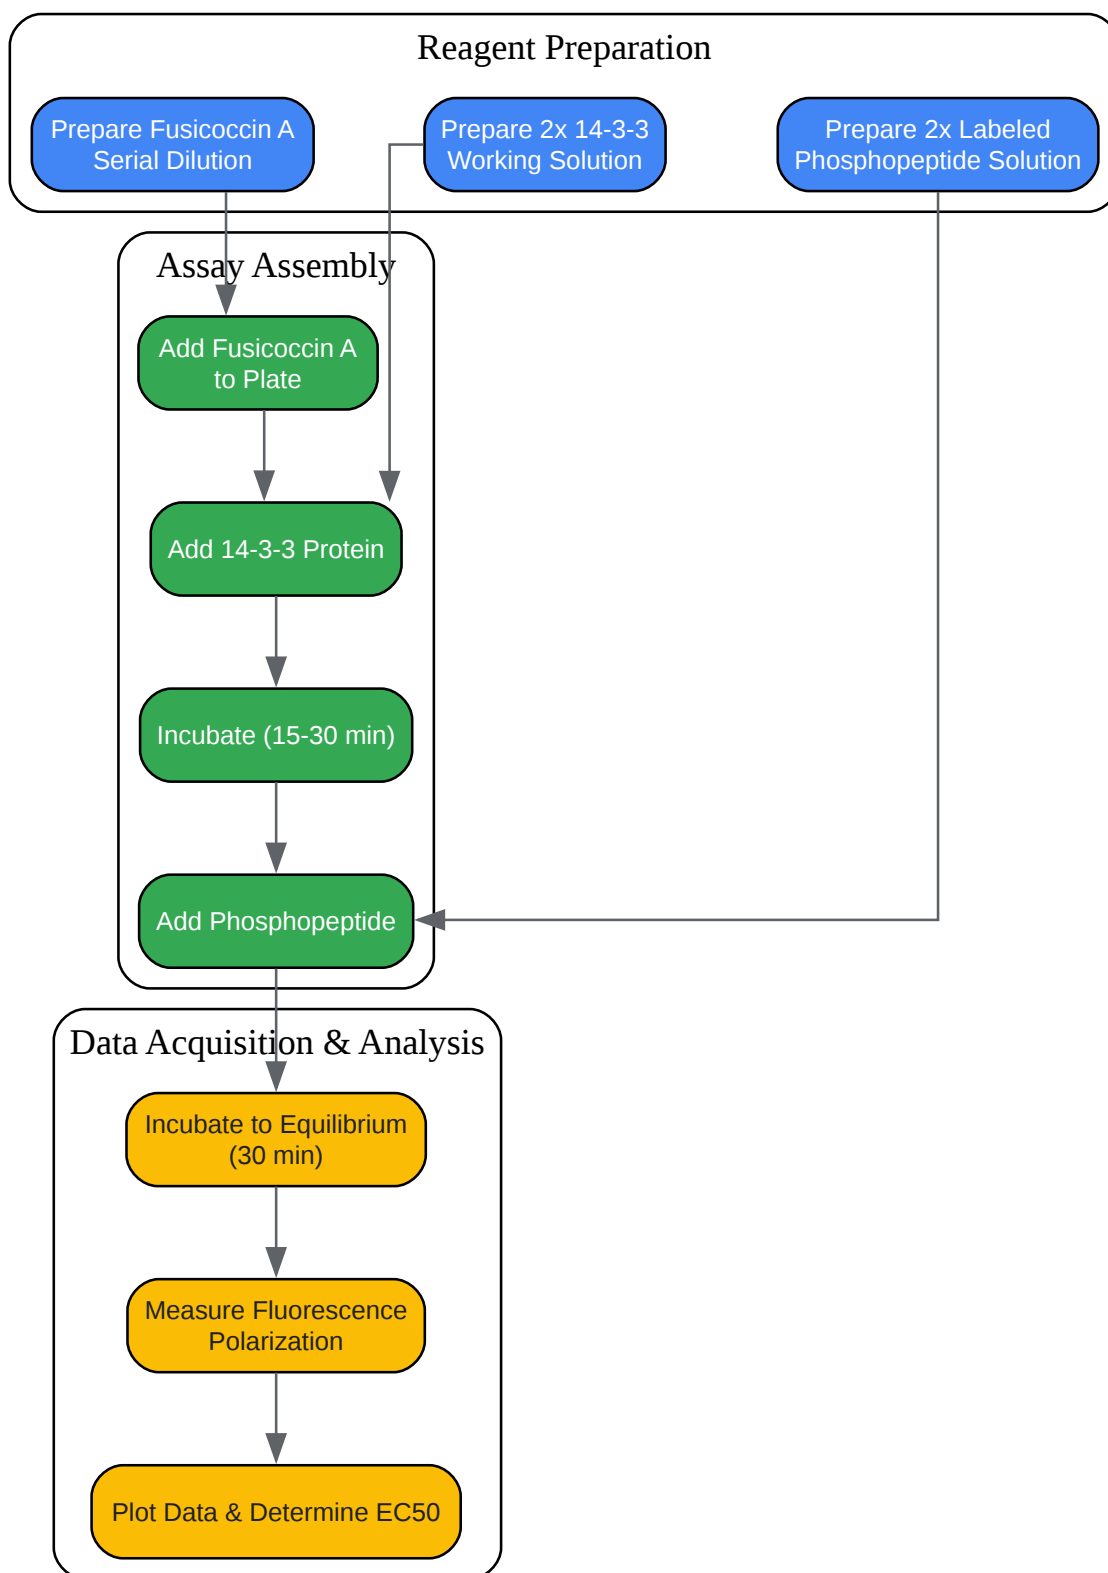 Reagent Preparation
Prepare Fusicoccin A
Serial Dilution
Prepare 2x 14-3-3
Working Solution
Prepare 2x Labeled
Phosphopeptide Solution
Assay Assembly
Add Fusicoccin A
to Plate
Add 14-3-3 Protein
Incubate (15-30 min)
Add Phosphopeptide
Data Acquisition & Analysis
Incubate to Equilibrium
(30 min)
Measure Fluorescence
Polarization
Plot Data & Determine EC50